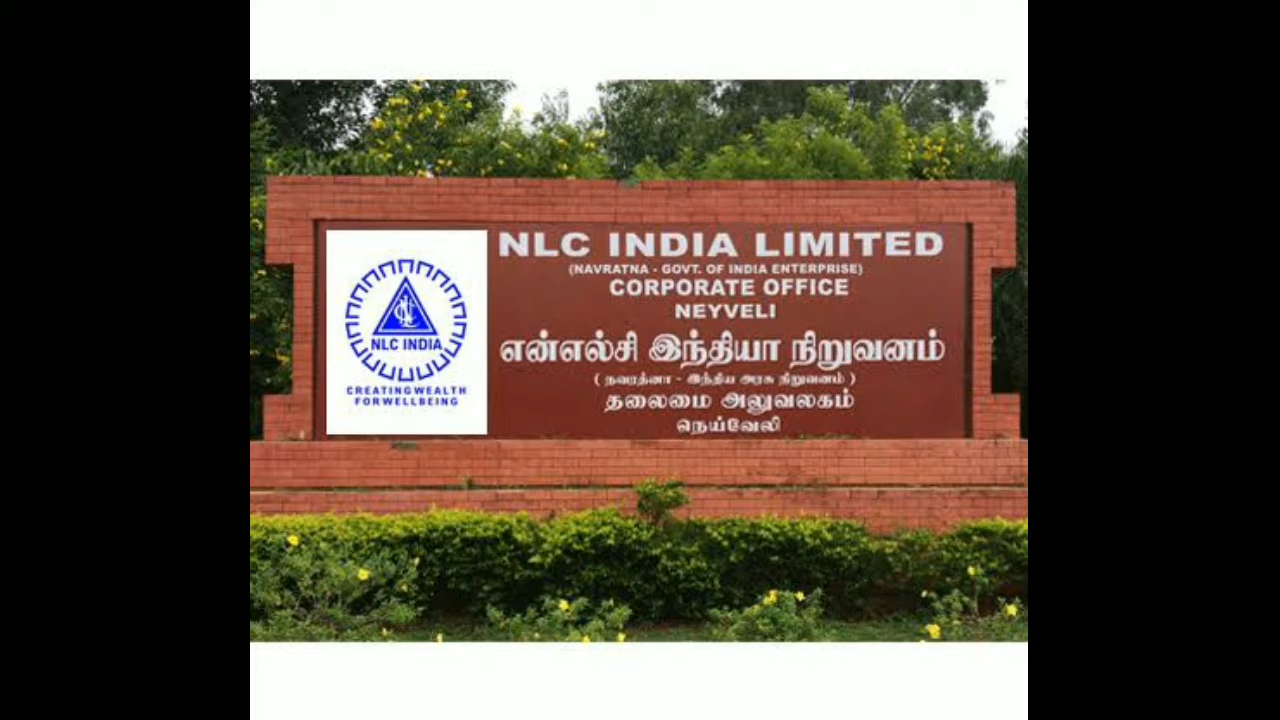 NLC INDIA
CREATING WEALTH
FOR WELLBEING
NLC INDIA LIMITED
(NAVRATNA - GOVT. OF INDIA ENTERPRISE)
CORPORATE OFFICE
NEYVELI
என்எல்சி இந்தியா நிறுவனம்
( நவரத்னா - இந்திய அரசு நிறுவனம் )
தலைமை அலுவலகம்
நெய்வேலி